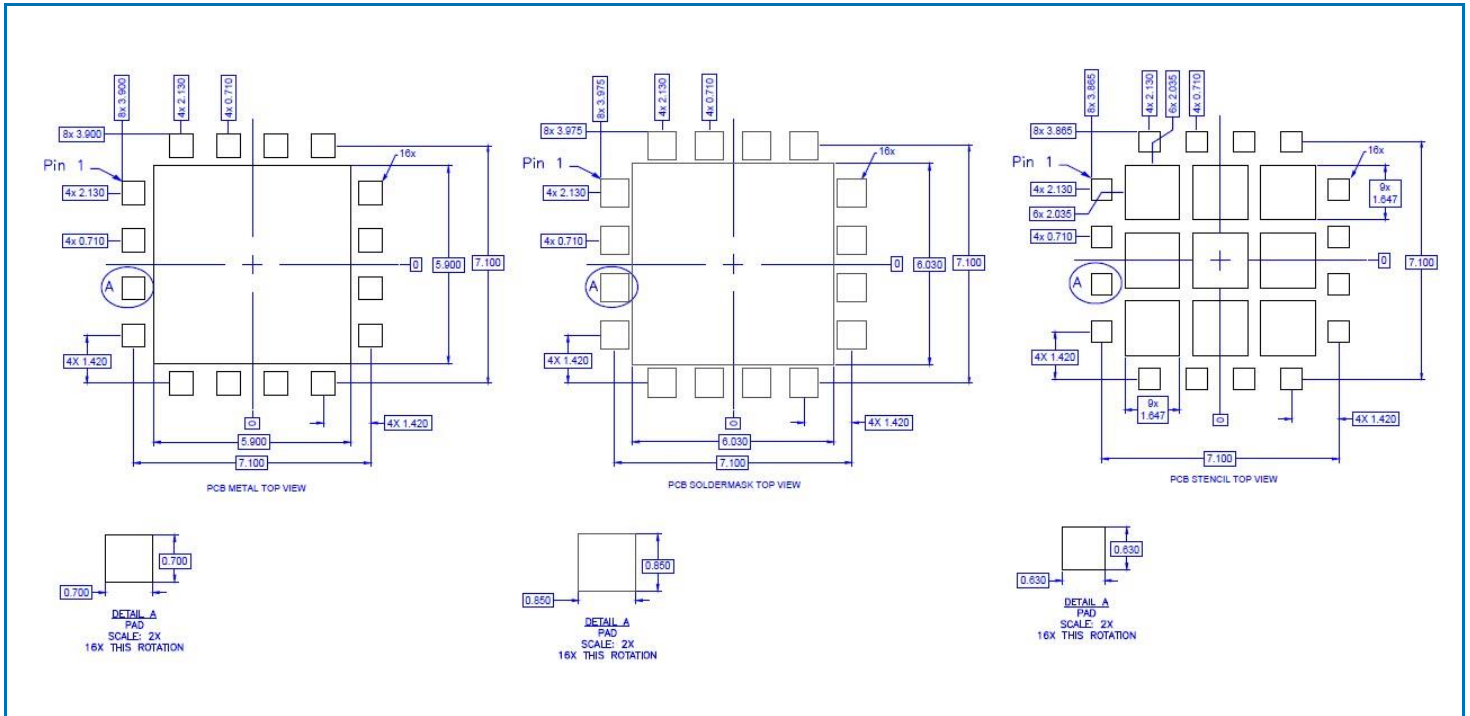 8x 3.900
4x 2.130
4x 0.710
8x 3.900
Pin 1
16x
4x 2.130
4x 0.710
A
0
5.900
7.100
4X 1.420
0
4X 1.420
5.900
7.100
PCB METAL TOP VIEW
0.700
0.700
DETAIL A
PAD
SCALE: 2X
16X THIS ROTATION
8x 3.975
4x 2.130
4x 0.710
8x 3.975
Pin 1
16x
4x 2.130
4x 0.710
A
0
6.030
7.100
4X 1.420
0
4X 1.420
6.030
7.100
PCB SOLDERMASK TOP VIEW
0.850
0.850
DETAIL A
PAD
SCALE: 2X
16X THIS ROTATION
8x 3.865
4x 2.130
6x 2.035
4x 0.710
8x 3.865
Pin 1
16x
4x 2.130
9x
1.647
6x 2.035
4x 0.710
A
0
7.100
4X 1.420
9x
1.647
0
4X 1.420
7.100
PCB STENCIL TOP VIEW
0.630
0.630
DETAIL A
PAD
SCALE: 2X
16X THIS ROTATION